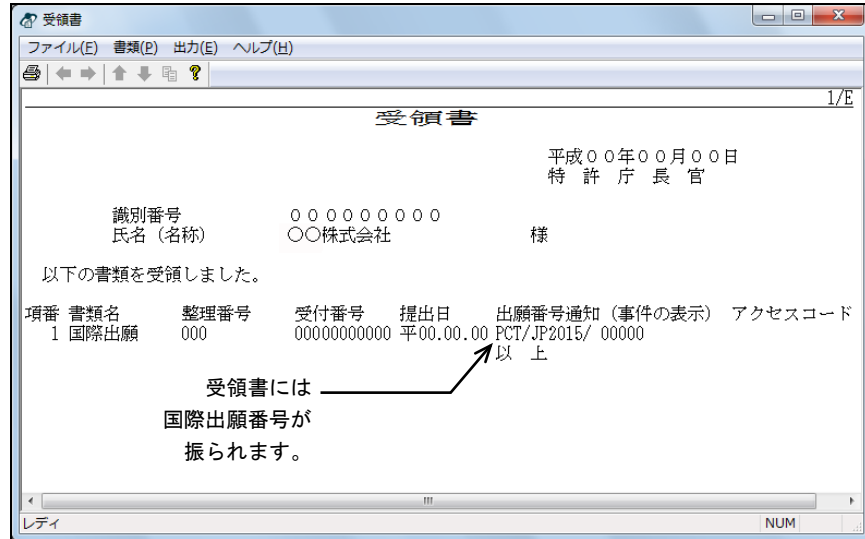 受領書
ファイル(F) 書類(P) 出力(E) ヘルプ(H)
1/E
受領書
平成００年００月００日
特 許 庁 長 官
識別番号 ０００００００００
氏名（名称） 〇〇株式会社 様
以下の書類を受領しました。
項番 書類名 整理番号 受付番号 提出日 出願番号通知（事件の表示） アクセスコード
1 国際出願 000 00000000000 平00.00.00 PCT/JP2015/ 00000
以 上
受領書には
国際出願番号が
振られます。
レディ NUM